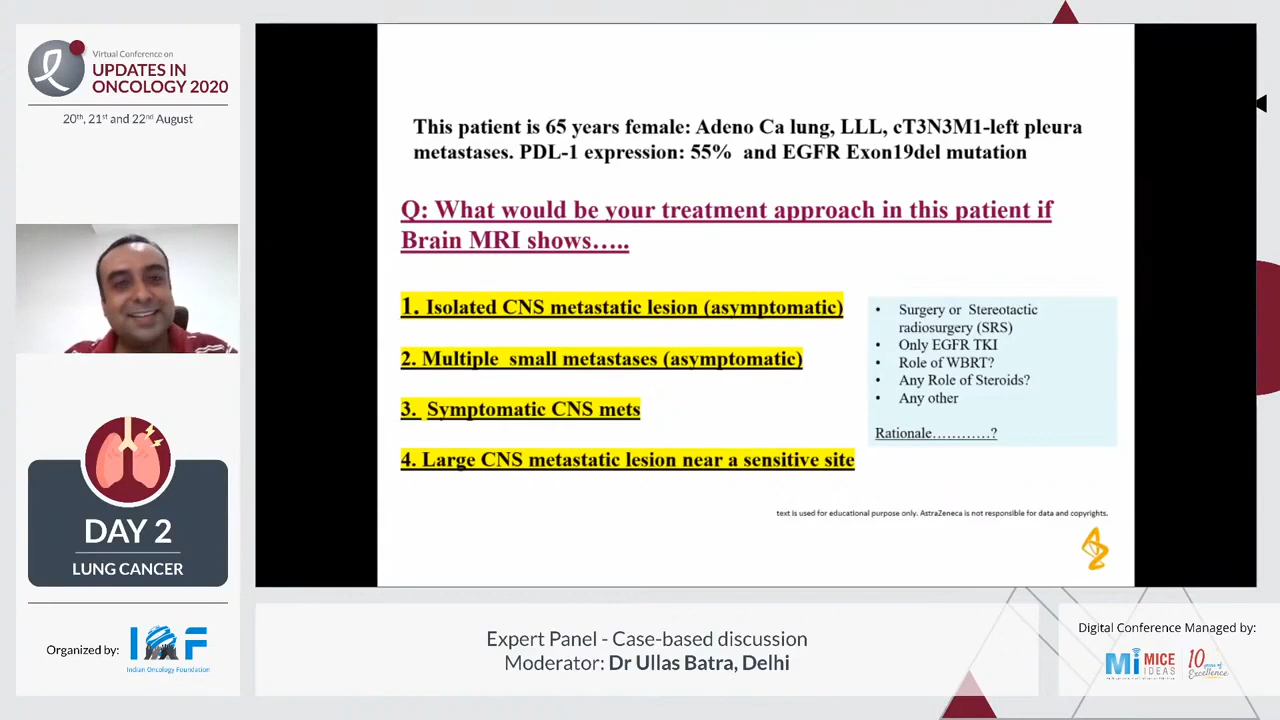 Virtual Conference on
UPDATES IN
ONCOLOGY 2020
20th, 21st and 22nd August
This patient is 65 years female: Adeno Ca lung, LLL, cT3N3M1-left pleura
metastases. PDL-1 expression: 55% and EGFR Exon19del mutation
Q: What would be your treatment approach in this patient if
Brain MRI shows…..
1. Isolated CNS metastatic lesion (asymptomatic)
2. Multiple small metastases (asymptomatic)
3. Symptomatic CNS mets
4. Large CNS metastatic lesion near a sensitive site
• Surgery or Stereotactic
radiosurgery (SRS)
• Only EGFR TKI
• Role of WBRT?
• Any Role of Steroids?
• Any other
Rationale…………?
text is used for educational purpose only. AstraZeneca is not responsible for data and copyrights.
DAY 2
LUNG CANCER
Organized by:
IOF
Indian Oncology Foundation
Expert Panel - Case-based discussion
Moderator: Dr Ullas Batra, Delhi
Digital Conference Managed by:
Mi MICE
IDEAS
10 years of
Excellence